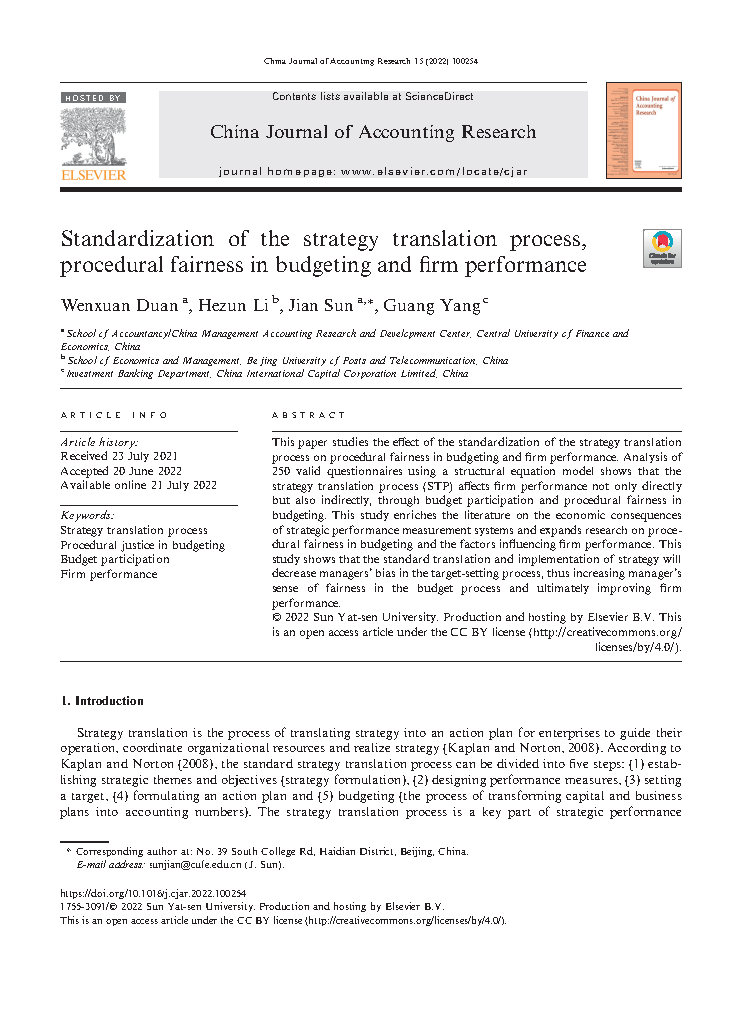 China Journal of Accounting Research 15 (2022) 100254
HOSTED BY
ELSEVIER
Contents lists available at ScienceDirect
China Journal of Accounting Research
journal homepage: www.elsevier.com/locate/cjar
China Journal of
Accounting
Research
Standardization of the strategy translation process,
procedural fairness in budgeting and firm performance
Check for
updates
Wenxuan Duan a, Hezun Li b, Jian Sun a,*, Guang Yang c
a School of Accountancy/China Management Accounting Research and Development Center, Central University of Finance and
Economics, China
b School of Economics and Management, Beijing University of Posts and Telecommunication, China
c Investment Banking Department, China International Capital Corporation Limited, China
ARTICLE INFO
Article history:
Received 23 July 2021
Accepted 20 June 2022
Available online 21 July 2022
Keywords:
Strategy translation process
Procedural justice in budgeting
Budget participation
Firm performance
ABSTRACT
This paper studies the effect of the standardization of the strategy translation
process on procedural fairness in budgeting and firm performance. Analysis of
250 valid questionnaires using a structural equation model shows that the
strategy translation process (STP) affects firm performance not only directly
but also indirectly, through budget participation and procedural fairness in
budgeting. This study enriches the literature on the economic consequences
of strategic performance measurement systems and expands research on proce-
dural fairness in budgeting and the factors influencing firm performance. This
study shows that the standard translation and implementation of strategy will
decrease managers' bias in the target-setting process, thus increasing manager's
sense of fairness in the budget process and ultimately improving firm
performance.
© 2022 Sun Yat-sen University. Production and hosting by Elsevier B.V. This
is an open access article under the CC BY license (http://creativecommons.org/
licenses/by/4.0/).
1. Introduction
Strategy translation is the process of translating strategy into an action plan for enterprises to guide their
operation, coordinate organizational resources and realize strategy (Kaplan and Norton, 2008). According to
Kaplan and Norton (2008), the standard strategy translation process can be divided into five steps: (1) estab-
lishing strategic themes and objectives (strategy formulation), (2) designing performance measures, (3) setting
a target, (4) formulating an action plan and (5) budgeting (the process of transforming capital and business
plans into accounting numbers). The strategy translation process is a key part of strategic performance
* Corresponding author at: No. 39 South College Rd, Haidian District, Beijing, China.
E-mail address: sunjian@cufe.edu.cn (J. Sun).
https://doi.org/10.1016/j.cjar.2022.100254
1755-3091/© 2022 Sun Yat-sen University. Production and hosting by Elsevier B.V.
This is an open access article under the CC BY license (http://creativecommons.org/licenses/by/4.0/).